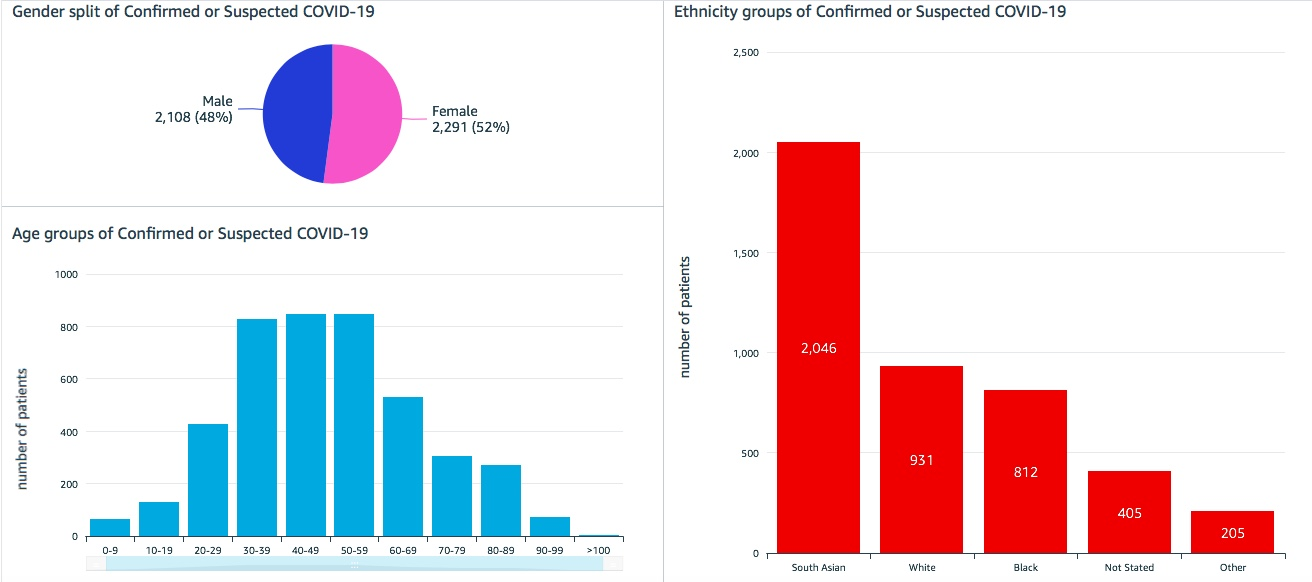 Gender split of Confirmed or Suspected COVID-19
Male
2,108 (48%)
Female
2,291 (52%)
Age groups of Confirmed or Suspected COVID-19
number of patients
1000
800
600
400
200
0
0-9 10-19 20-29 30-39 40-49 50-59 60-69 70-79 80-89 90-99 >100
Ethnicity groups of Confirmed or Suspected COVID-19
number of patients
2,500
2,000
1,500
1,000
500
0
2,046
931
812
405
205
South Asian White Black Not Stated Other